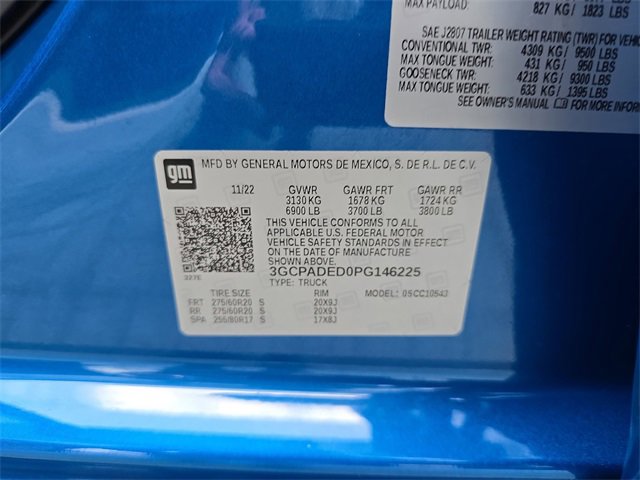 MAX PAYLOAD:
827 KG / 1823 LBS
SAE J2807 TRAILER WEIGHT RATING (TWR) FOR VEHIC
CONVENTIONAL TWR: 4309 KG / 9500 LBS
MAX TONGUE WEIGHT: 431 KG / 950 LBS
GOOSENECK TWR: 4218 KG / 9300 LBS
MAX TONGUE WEIGHT: 633 KG / 1395 LBS
SEE OWNER'S MANUAL FOR MORE INFORM
gm MFD BY GENERAL MOTORS DE MEXICO, S. DE R.L. DE C.V.
11/22 GVWR GAWR FRT GAWR RR
3130 KG 1678 KG 1724 KG
6900 LB 3700 LB 3800 LB
THIS VEHICLE CONFORMS TO ALL
APPLICABLE U.S. FEDERAL MOTOR
VEHICLE SAFETY STANDARDS IN EFFECT
ON THE DATE OF MANUFACTURE SHOWN ABOVE.
3GCPADED0PG146225
327E TYPE: TRUCK
TIRE SIZE RIM MODEL: 0SCC10543
FRT 275/60R20 S 20X9J
RR 275/60R20 S 20X9J
SPA 255/80R17 S 17X8J